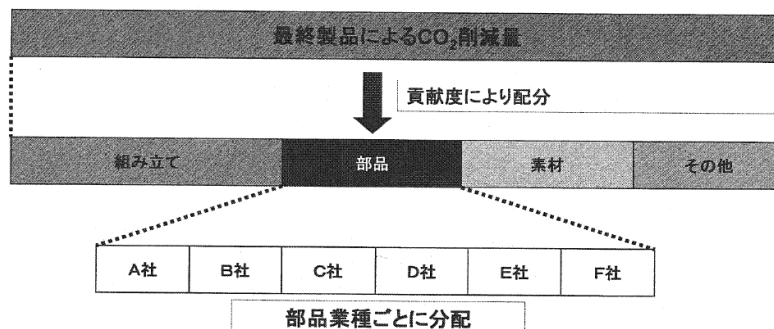 最終製品によるCO₂削減量
貢献度により配分
組み立て 部品 素材 その他
A社 B社 C社 D社 E社 F社
部品業種ごとに分配